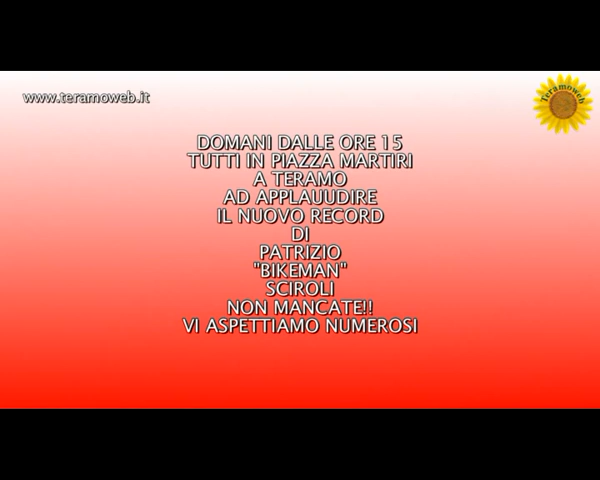 www.teramoweb.it
Teramoweb
DOMANI DALLE ORE 15
TUTTI IN PIAZZA MARTIRI
A TERAMO
AD APPLAUUDIRE
IL NUOVO RECORD
DI
PATRIZIO
"BIKEMAN"
SCIROLI
NON MANCATE!!
VI ASPETTIAMO NUMEROSI